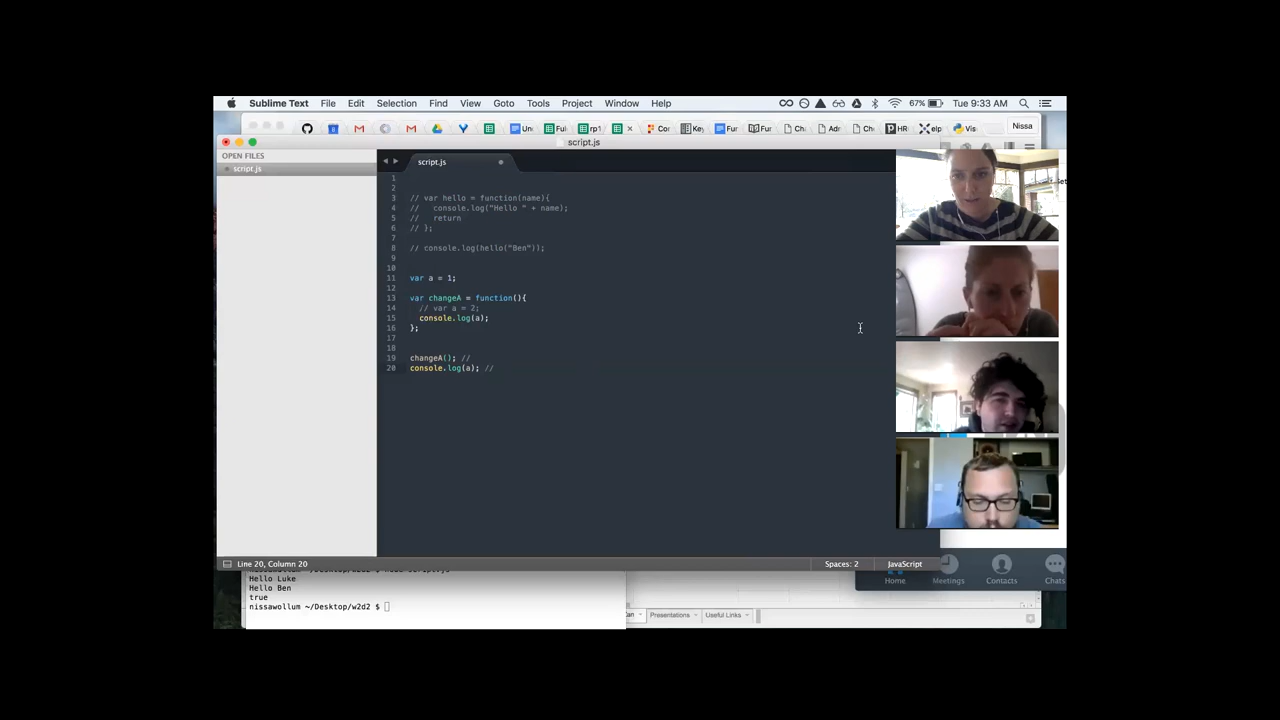 Sublime Text File Edit Selection Find View Goto Tools Project Window Help 67% Tue 9:33 AM
Nissa
script.js
OPEN FILES
script.js
script.js
1
2
3 // var hello = function(name){
4 //   console.log("Hello " + name);
5 //   return
6 // };
7
8 // console.log(hello("Ben"));
9
10
11 var a = 1;
12
13 var changeA = function(){
14   // var a = 2;
15   console.log(a);
16 };
17
18
19 changeA(); //
20 console.log(a); //
Line 20, Column 20 Spaces: 2 JavaScript
Home Meetings Contacts Chats
Hello Luke
Hello Ben
true
nissawollum ~/Desktop/w2d2 $
Presentations Useful Links